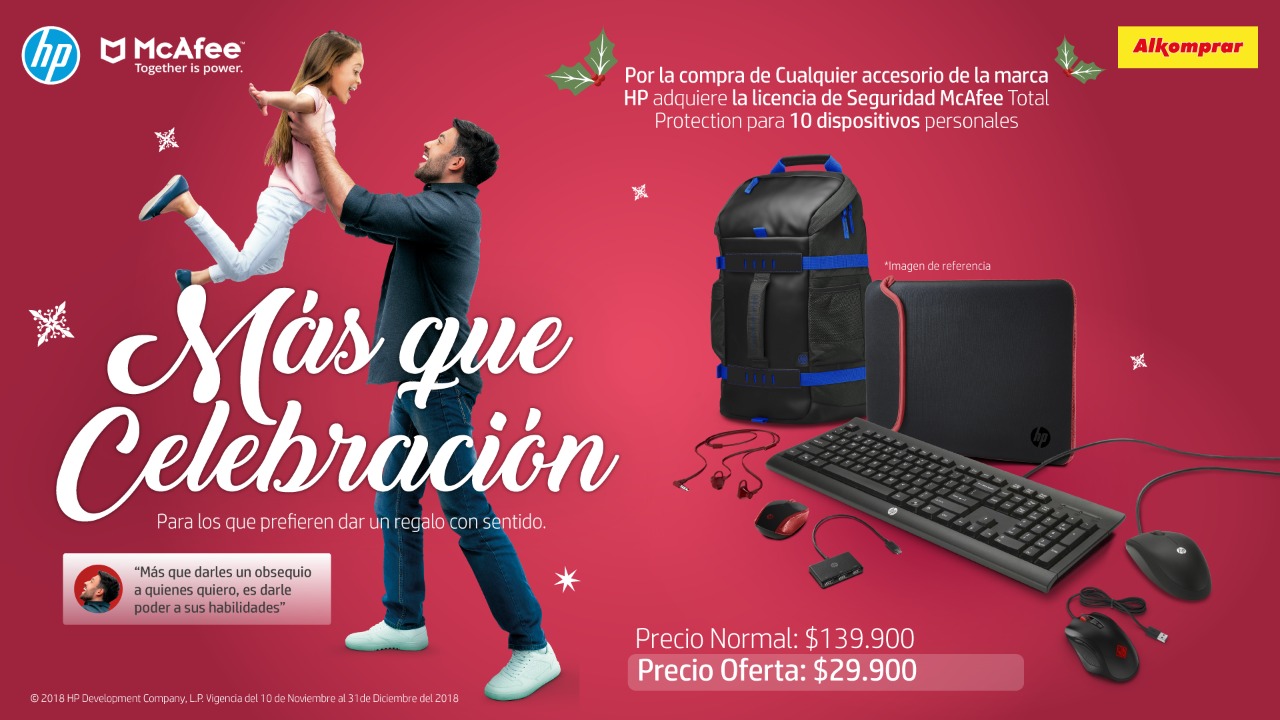 hp
McAfee™
Together is power.
Alkomprar
Por la compra de Cualquier accesorio de la marca
HP adquiere la licencia de Seguridad McAfee Total
Protection para 10 dispositivos personales
*Imagen de referencia
hp
Más que
Celebración
Para los que prefieren dar un regalo con sentido.
“Más que darles un obsequio
a quienes quiero, es darle
poder a sus habilidades”
Precio Normal: $139.900
Precio Oferta: $29.900
© 2018 HP Development Company, L.P. Vigencia del 10 de Noviembre al 31de Diciembre del 2018